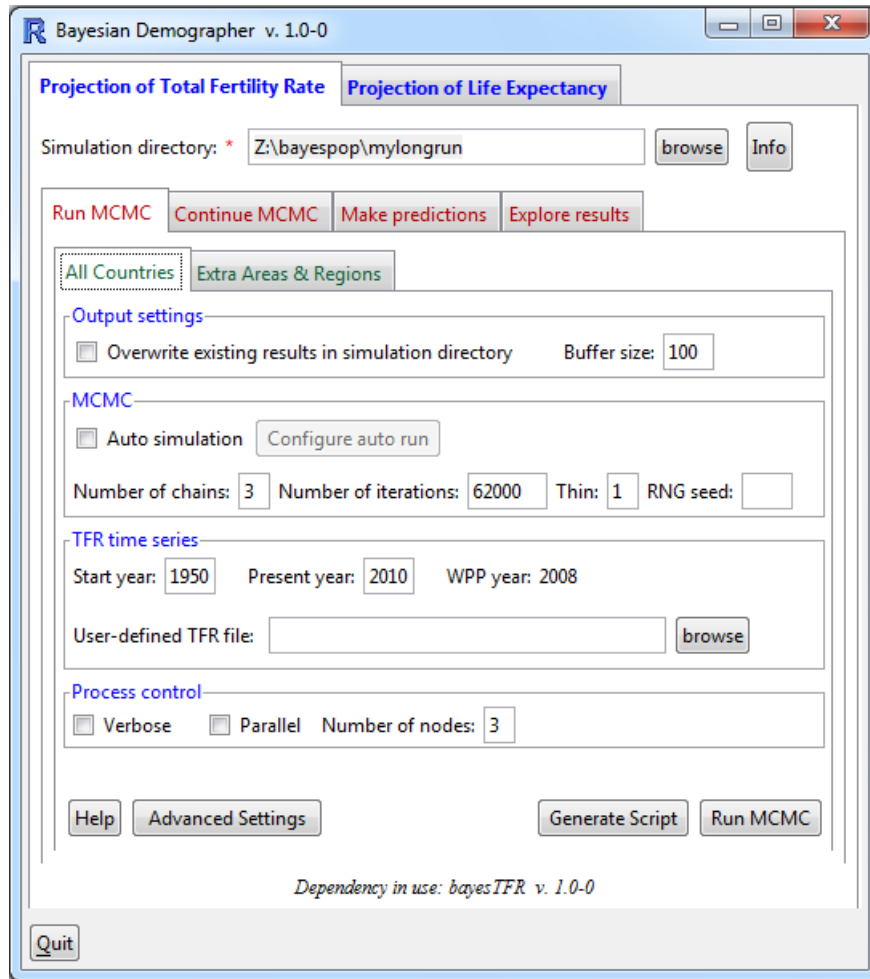 Bayesian Demographer v. 1.0-0
Projection of Total Fertility Rate Projection of Life Expectancy
Simulation directory: * Z:\bayespop\mylongrun browse Info
Run MCMC Continue MCMC Make predictions Explore results
All Countries Extra Areas & Regions
Output settings
Overwrite existing results in simulation directory Buffer size: 100
MCMC
Auto simulation Configure auto run
Number of chains: 3 Number of iterations: 62000 Thin: 1 RNG seed:
TFR time series
Start year: 1950 Present year: 2010 WPP year: 2008
User-defined TFR file: browse
Process control
Verbose Parallel Number of nodes: 3
Help Advanced Settings Generate Script Run MCMC
Dependency in use: bayesTFR v. 1.0-0
Quit